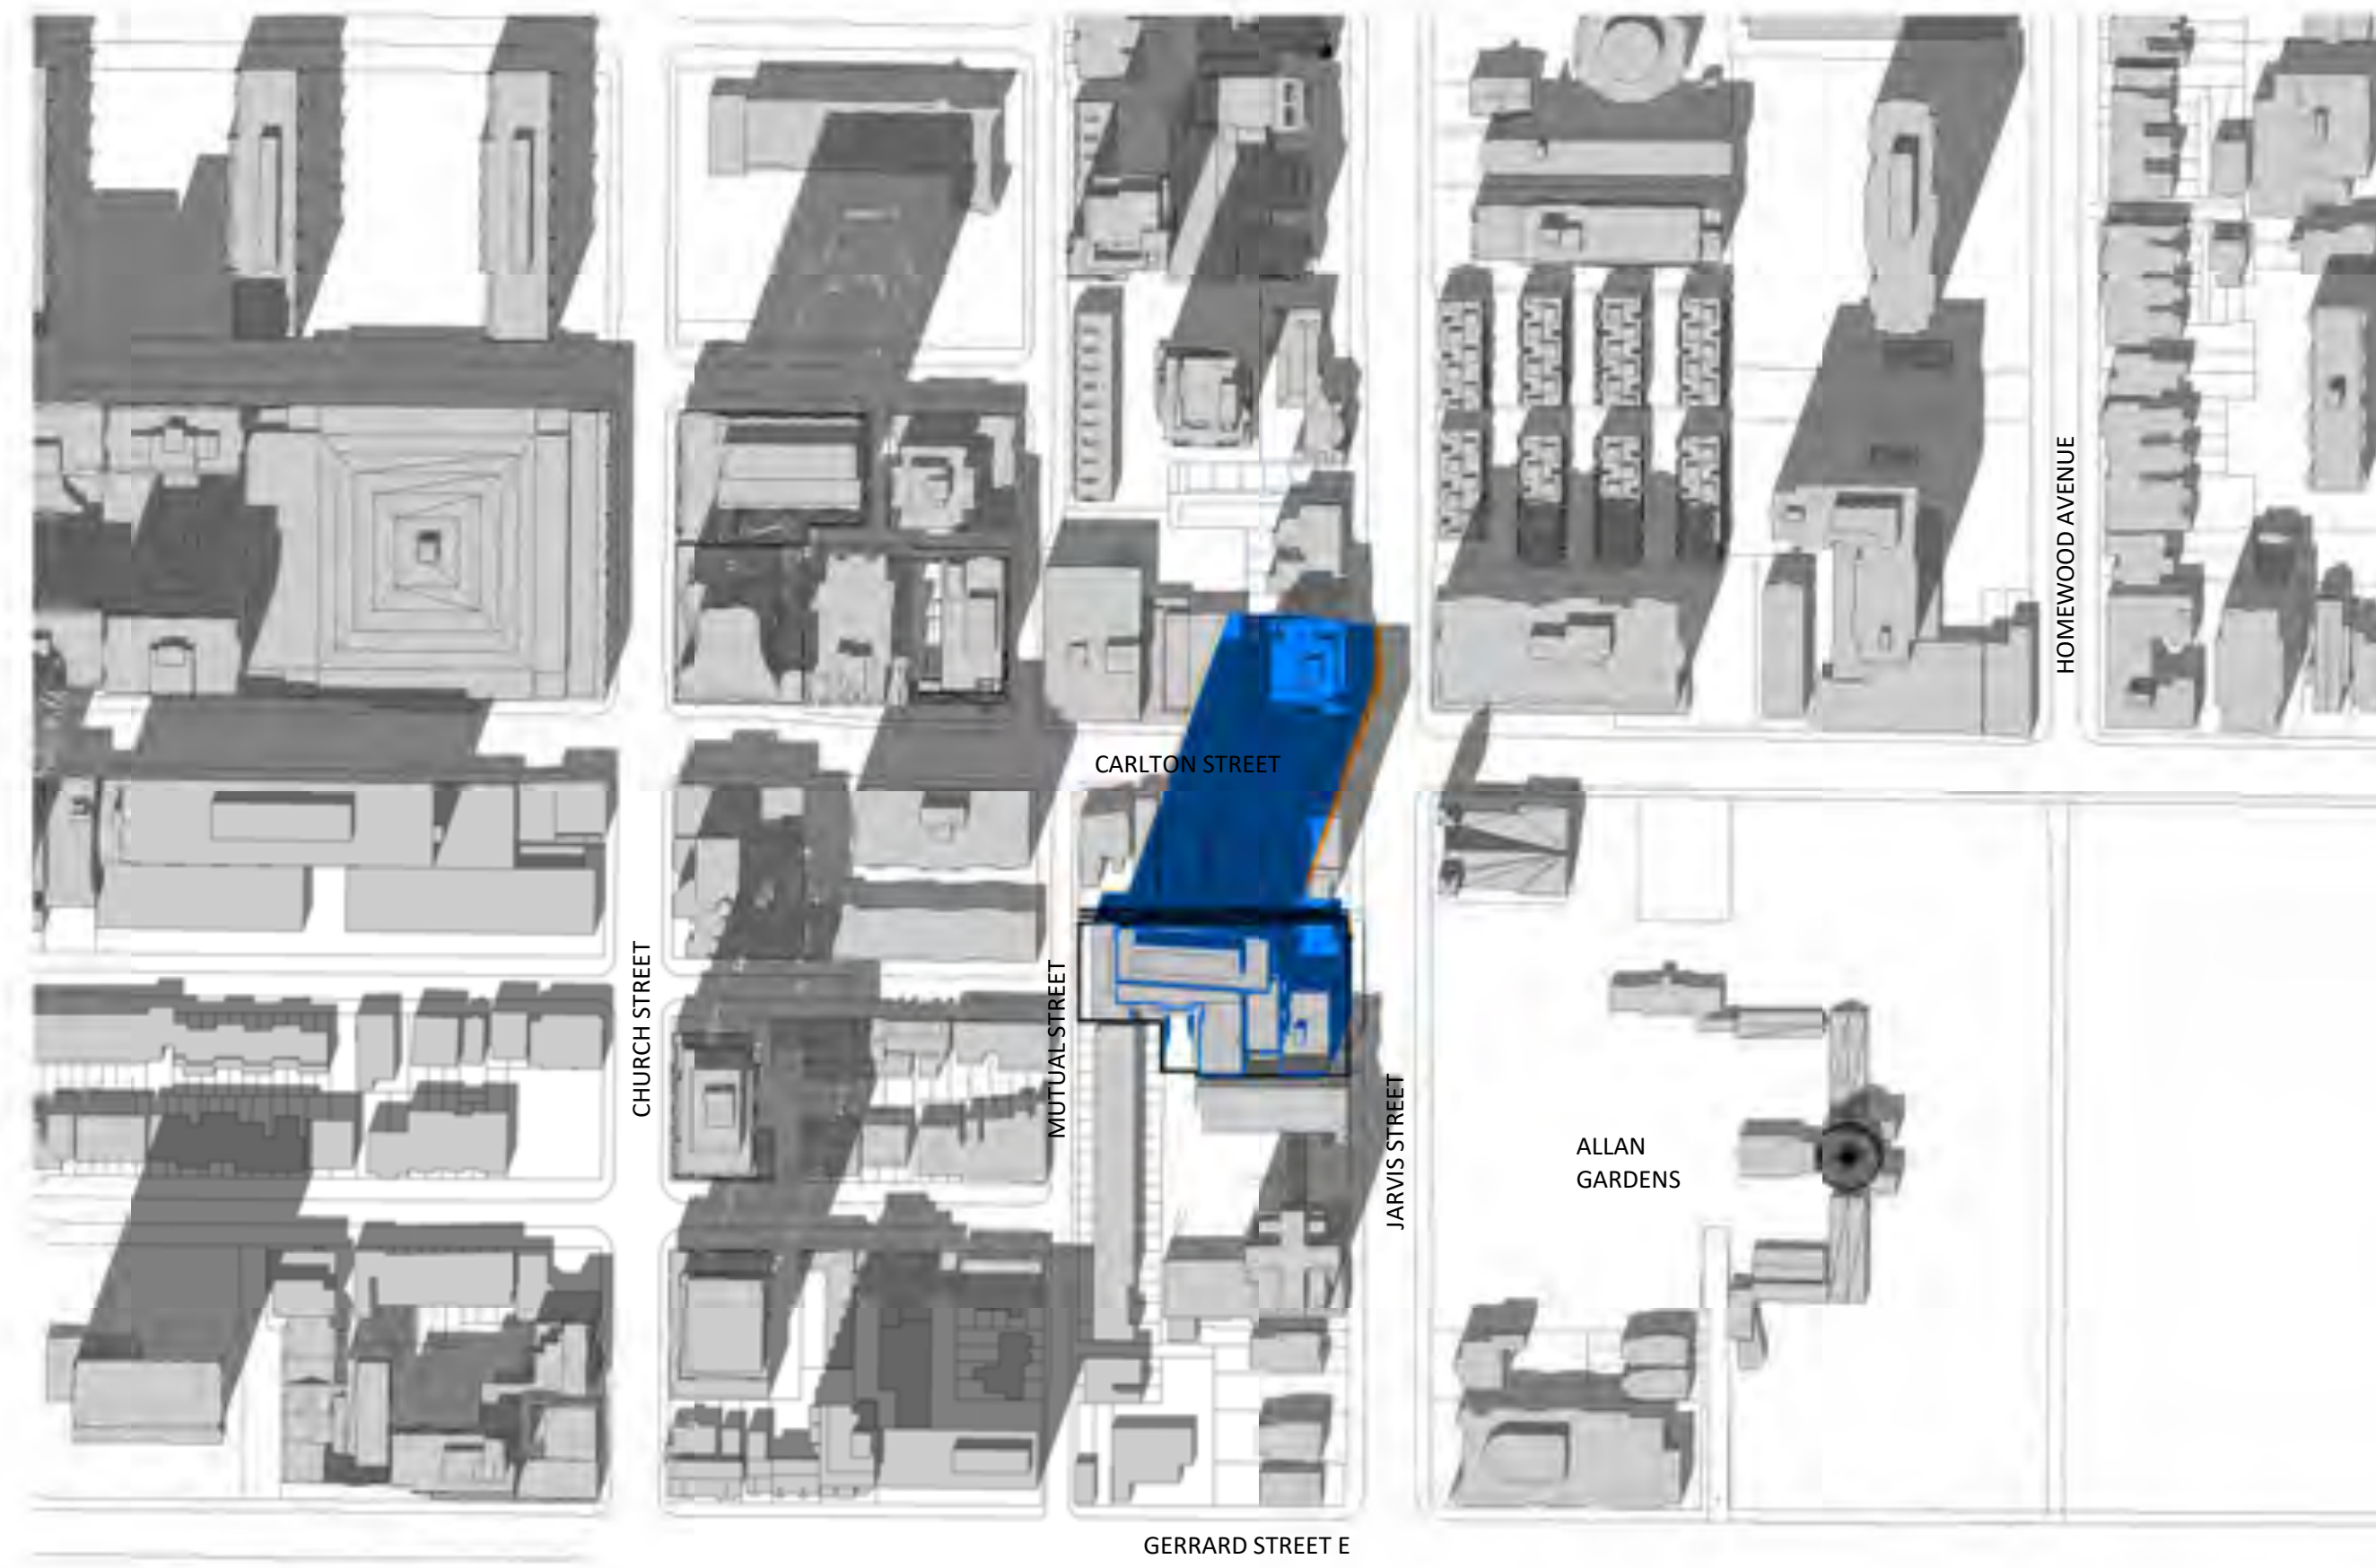 HOMEWOOD AVENUE
CARLTON STREET
CHURCH STREET
MUTUAL STREET
JARVIS STREET
ALLAN
GARDENS
GERRARD STREET E